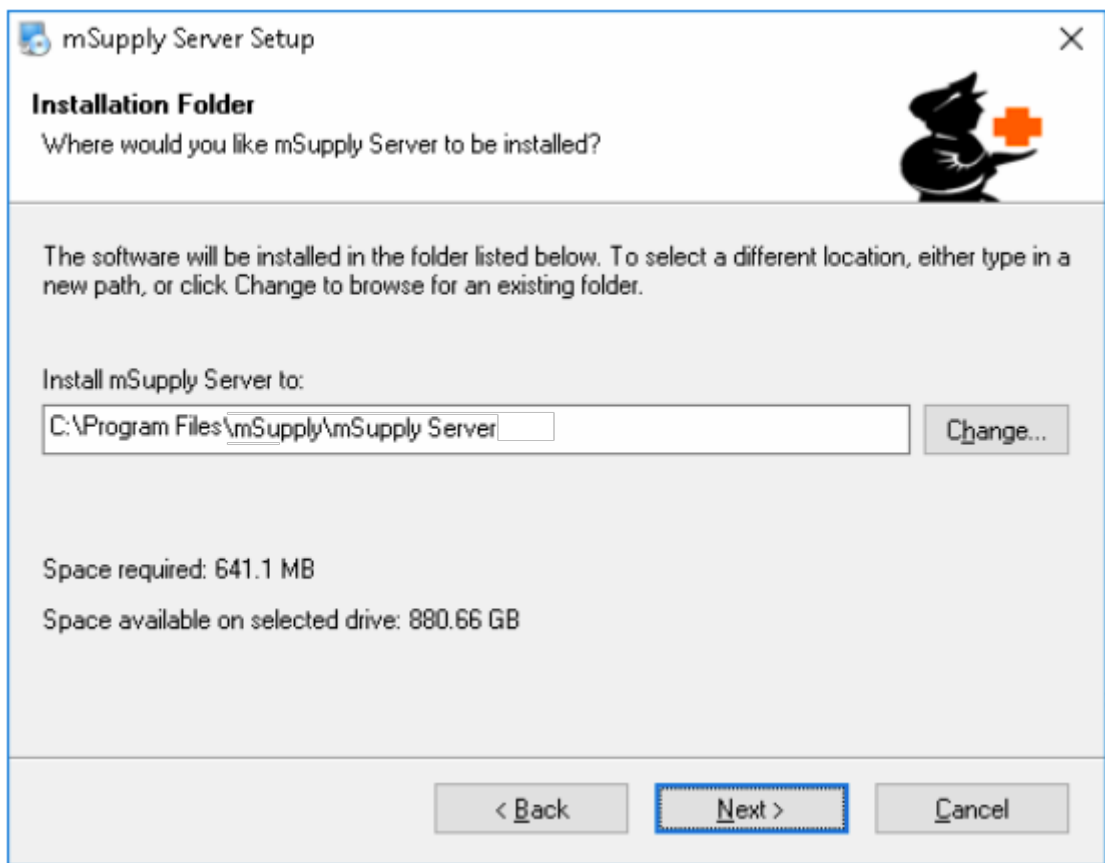 mSupply Server Setup
Installation Folder
Where would you like mSupply Server to be installed?
The software will be installed in the folder listed below. To select a different location, either type in a
new path, or click Change to browse for an existing folder.
Install mSupply Server to:
C:\Program Files\mSupply\mSupply Server
Change...
Space required: 641.1 MB
Space available on selected drive: 880.66 GB
< Back
Next >
Cancel